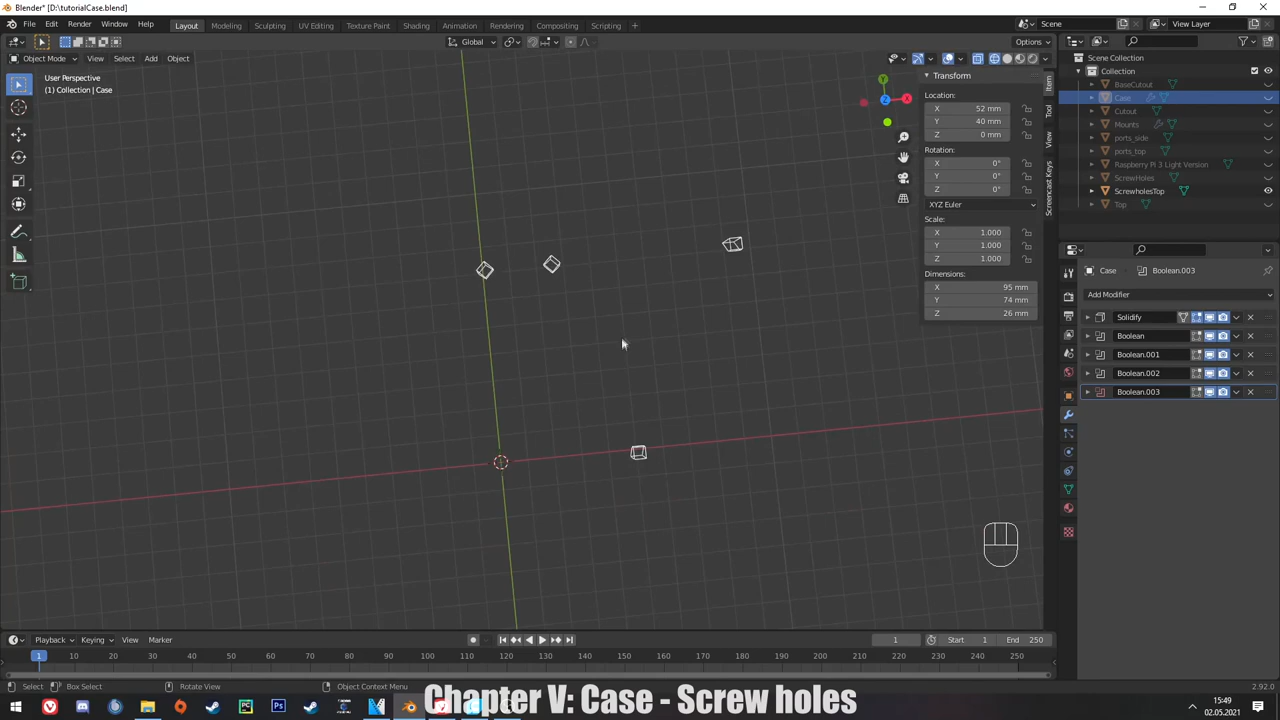 Blender* [D:\tutorialCase.blend]
File Edit Render Window Help Layout Modeling Sculpting UV Editing Texture Paint Shading Animation Rendering Compositing Scripting Scene View Layer
Global Options
Object Mode View Select Add Object
User Perspective
(1) Collection | Case
Transform
Location:
X 52 mm
Y 40 mm
Z 0 mm
Rotation:
X 0°
Y 0°
Z 0°
XYZ Euler
Scale:
X 1.000
Y 1.000
Z 1.000
Dimensions:
X 95 mm
Y 74 mm
Z 26 mm
Item
Tool
View
Screencast Keys
Y
Z
X
Scene Collection
Collection
BaseCutout
Case
Cutout
Mounts
ports_side
ports_top
Raspberry Pi 3 Light Version
ScrewHoles
ScrewholesTop
Top
Case Boolean.003
Add Modifier
Solidify
Boolean
Boolean.001
Boolean.002
Boolean.003
Playback Keying View Marker 1 Start 1 End 250
1 10 20 30 40 50 60 70 80 90 100 110 120 130 140 150 160 170 180 190 200 210 220 230 240 250
Select Box Select Rotate View Object Context Menu 2.92.0
Chapter V: Case - Screw holes
15:49
02.05.2021